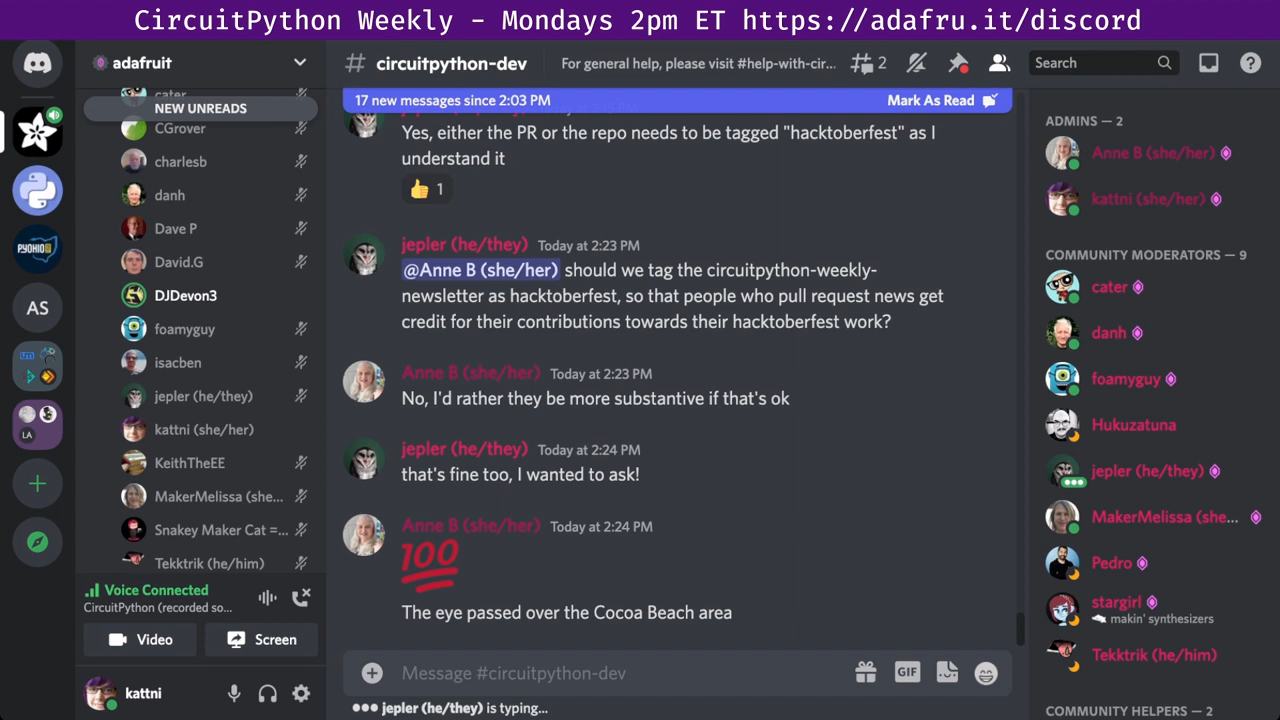 CircuitPython Weekly – Mondays 2pm ET https://adafru.it/discord
adafruit
cater
NEW UNREADS
CGrover
charlesb
danh
Dave P
David.G
DJDevon3
foamyguy
isacben
jepler (he/they)
kattni (she/her)
KeithTheEE
MakerMelissa (she...
Snakey Maker Cat =...
Tekktrik (he/him)
Voice Connected
CircuitPython (recorded so...
Video
Screen
kattni
AS
LA
# circuitpython-dev
For general help, please visit #help-with-cir...
2
Search
17 new messages since 2:03 PM
Mark As Read
Yes, either the PR or the repo needs to be tagged "hacktoberfest" as I
understand it
1
jepler (he/they) Today at 2:23 PM
@Anne B (she/her) should we tag the circuitpython-weekly-
newsletter as hacktoberfest, so that people who pull request news get
credit for their contributions towards their hacktoberfest work?
Anne B (she/her) Today at 2:23 PM
No, I'd rather they be more substantive if that's ok
jepler (he/they) Today at 2:24 PM
that's fine too, I wanted to ask!
Anne B (she/her) Today at 2:24 PM
100
The eye passed over the Cocoa Beach area
Message #circuitpython-dev
GIF
jepler (he/they) is typing...
ADMINS — 2
Anne B (she/her)
kattni (she/her)
COMMUNITY MODERATORS — 9
cater
danh
foamyguy
Hukuzatuna
jepler (he/they)
MakerMelissa (she...
Pedro
stargirl
makin' synthesizers
Tekktrik (he/him)
COMMUNITY HELPERS — 2